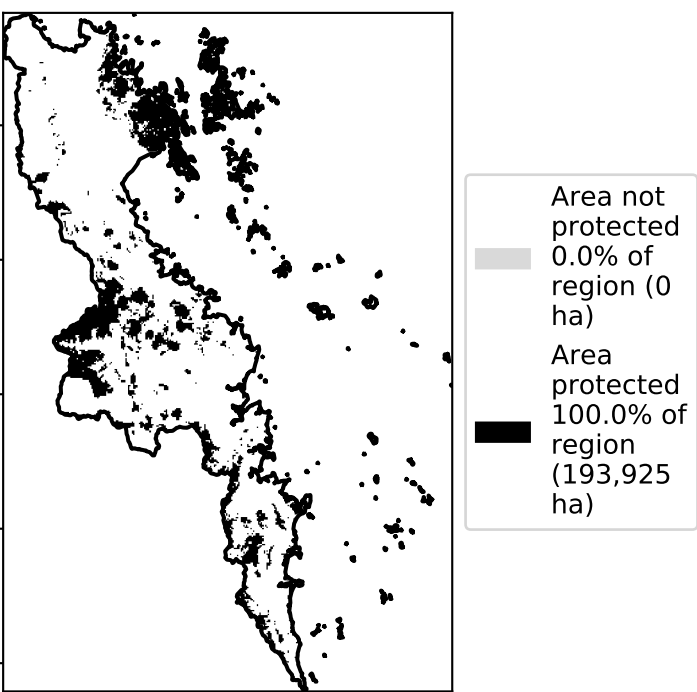 Area not
protected
0.0% of
region (0
ha)
Area
protected
100.0% of
region
(193,925
ha)